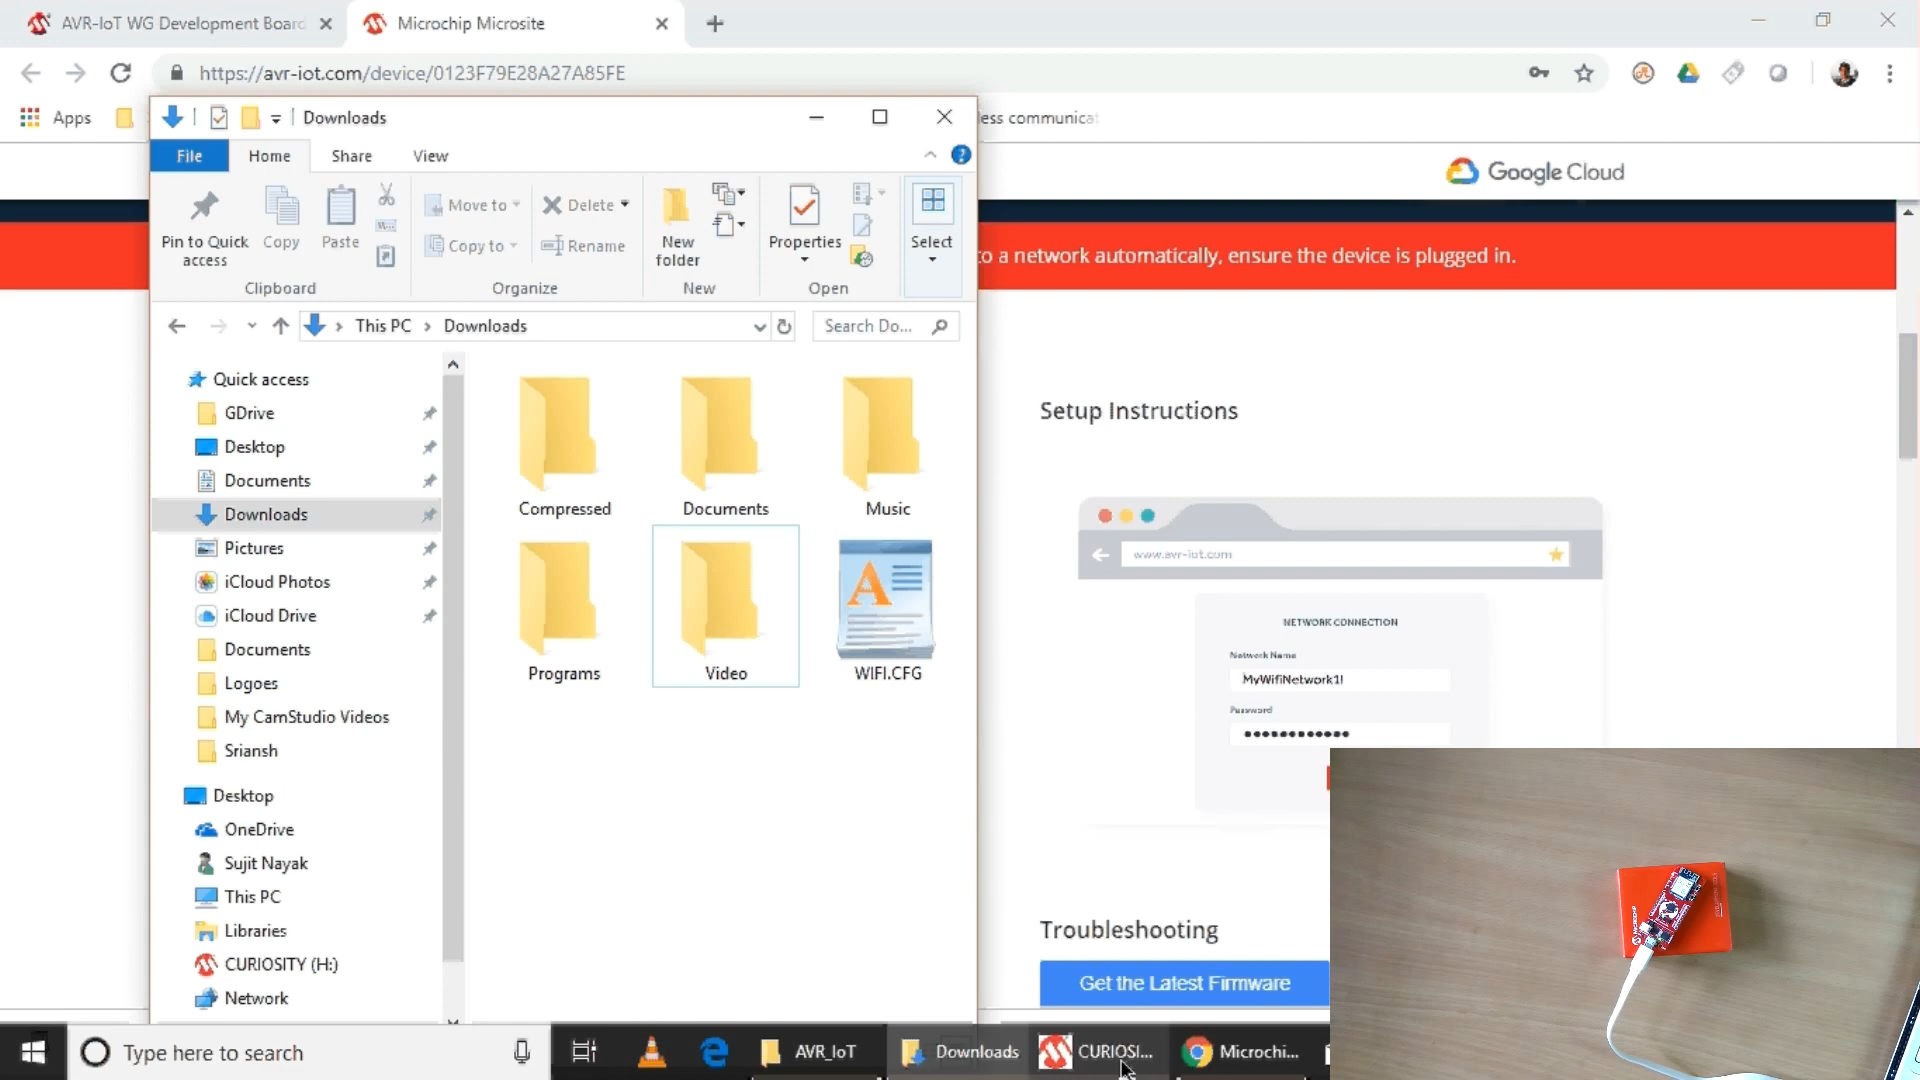 AVR-IoT WG Development Board
Microchip Microsite
https://avr-iot.com/device/0123F79E28A27A85FE
Apps
less communicat
Downloads
File
Home
Share
View
Google Cloud
Pin to Quick access
Copy
Paste
Move to
Copy to
Delete
Rename
New folder
Properties
Select
Clipboard
Organize
New
Open
to a network automatically, ensure the device is plugged in.
This PC
Downloads
Search Do...
Quick access
GDrive
Desktop
Documents
Downloads
Pictures
iCloud Photos
iCloud Drive
Documents
Logoes
My CamStudio Videos
Sriansh
Desktop
OneDrive
Sujit Nayak
This PC
Libraries
CURIOSITY (H:)
Network
Compressed
Documents
Music
Programs
Video
WIFI.CFG
Setup Instructions
www.avr-iot.com
NETWORK CONNECTION
Network Name
MyWifiNetwork1!
Password
Troubleshooting
Get the Latest Firmware
MICROCHIP
Type here to search
AVR_IoT
Downloads
CURIOSI...
Microchi...